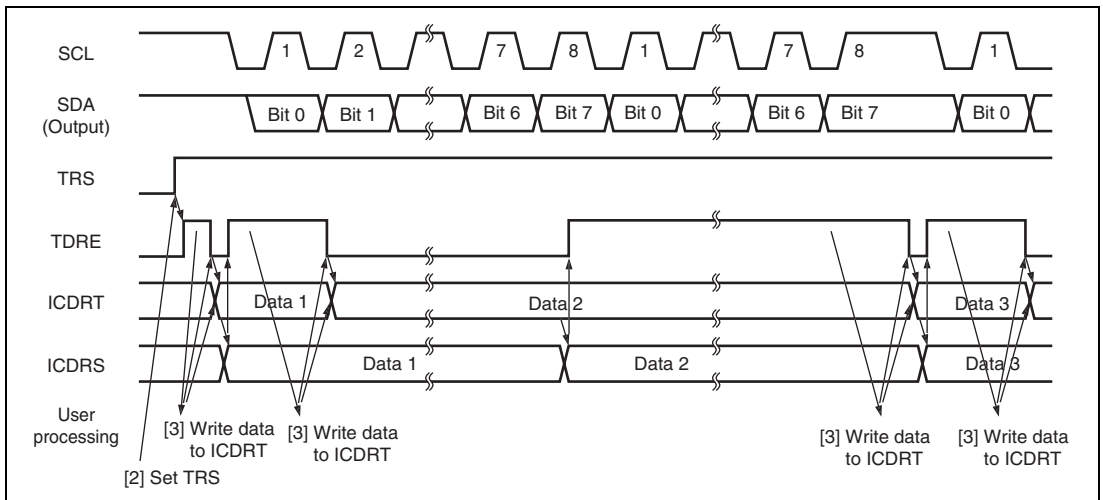 SCL 1 2 7 8 1 7 8 1
SDA
(Output)
Bit 0 Bit 1 Bit 6 Bit 7 Bit 0 Bit 6 Bit 7 Bit 0
TRS
TDRE
ICDRT Data 1 Data 2 Data 3
ICDRS Data 1 Data 2 Data 3
User
processing
[3] Write data
to ICDRT
[3] Write data
to ICDRT
[3] Write data
to ICDRT
[3] Write data
to ICDRT
[2] Set TRS